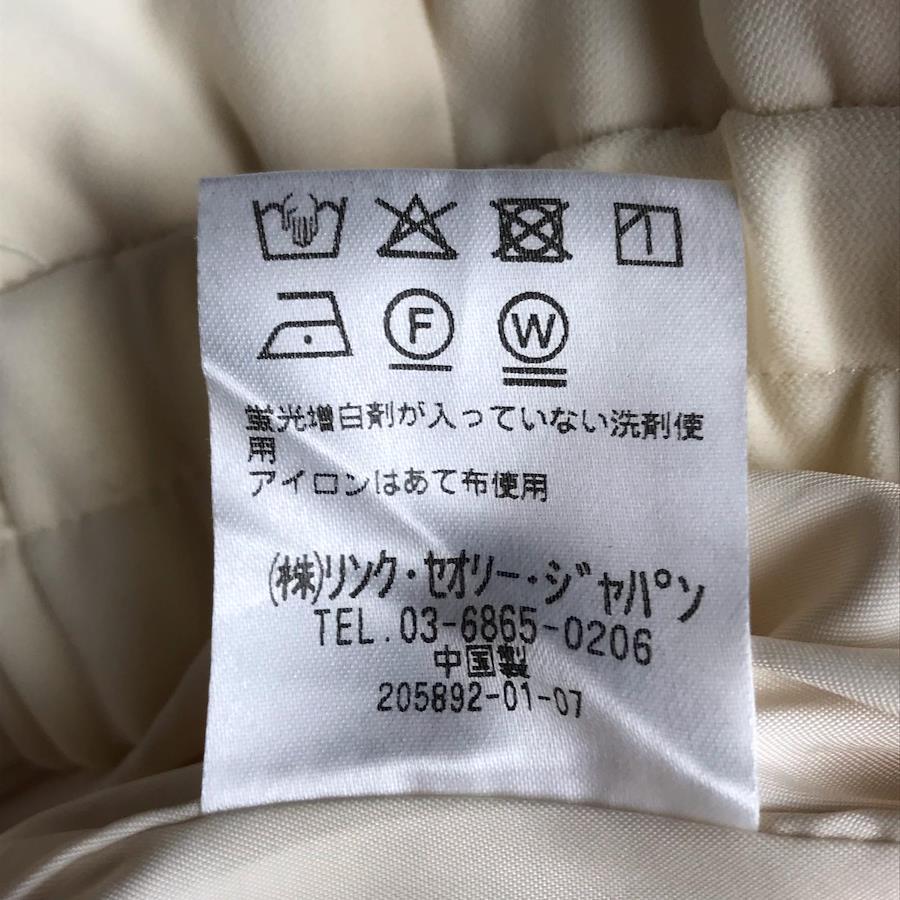 F W
蛍光増白剤が入っていない洗剤使
用
アイロンはあて布使用
(株)リンク・セオリー・ジャパン
TEL.03-6865-0206
中国製
205892-01-07